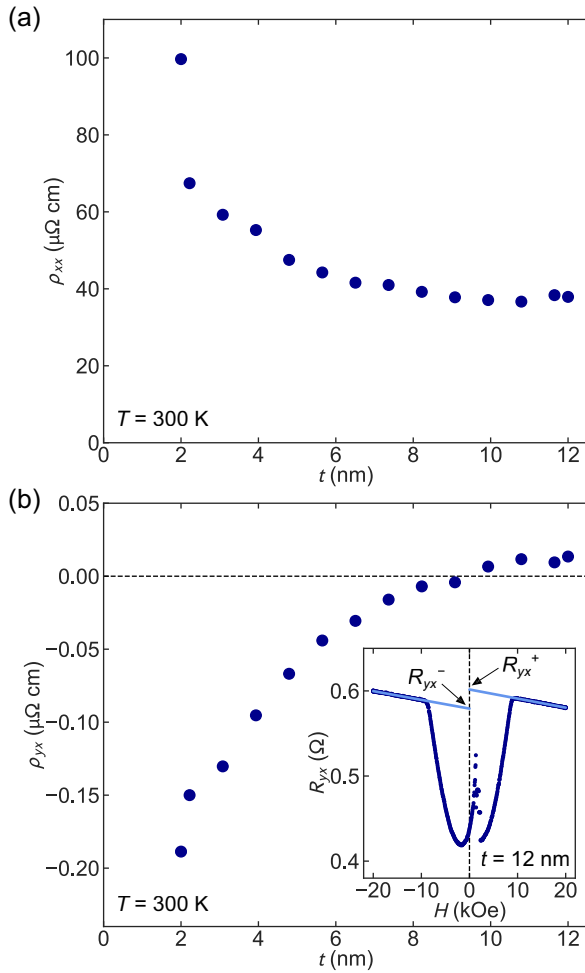 (a)
100
80
60
40
20
0
ρxx (μΩ cm)
T = 300 K
0 2 4 6 8 10 12
t (nm)
(b)
0.05
0.00
−0.05
−0.10
−0.15
−0.20
ρyx (μΩ cm)
T = 300 K
0 2 4 6 8 10 12
t (nm)
Ryx− Ryx+
0.6
0.5
0.4
Ryx (Ω)
t = 12 nm
−20 −10 0 10 20
H (kOe)